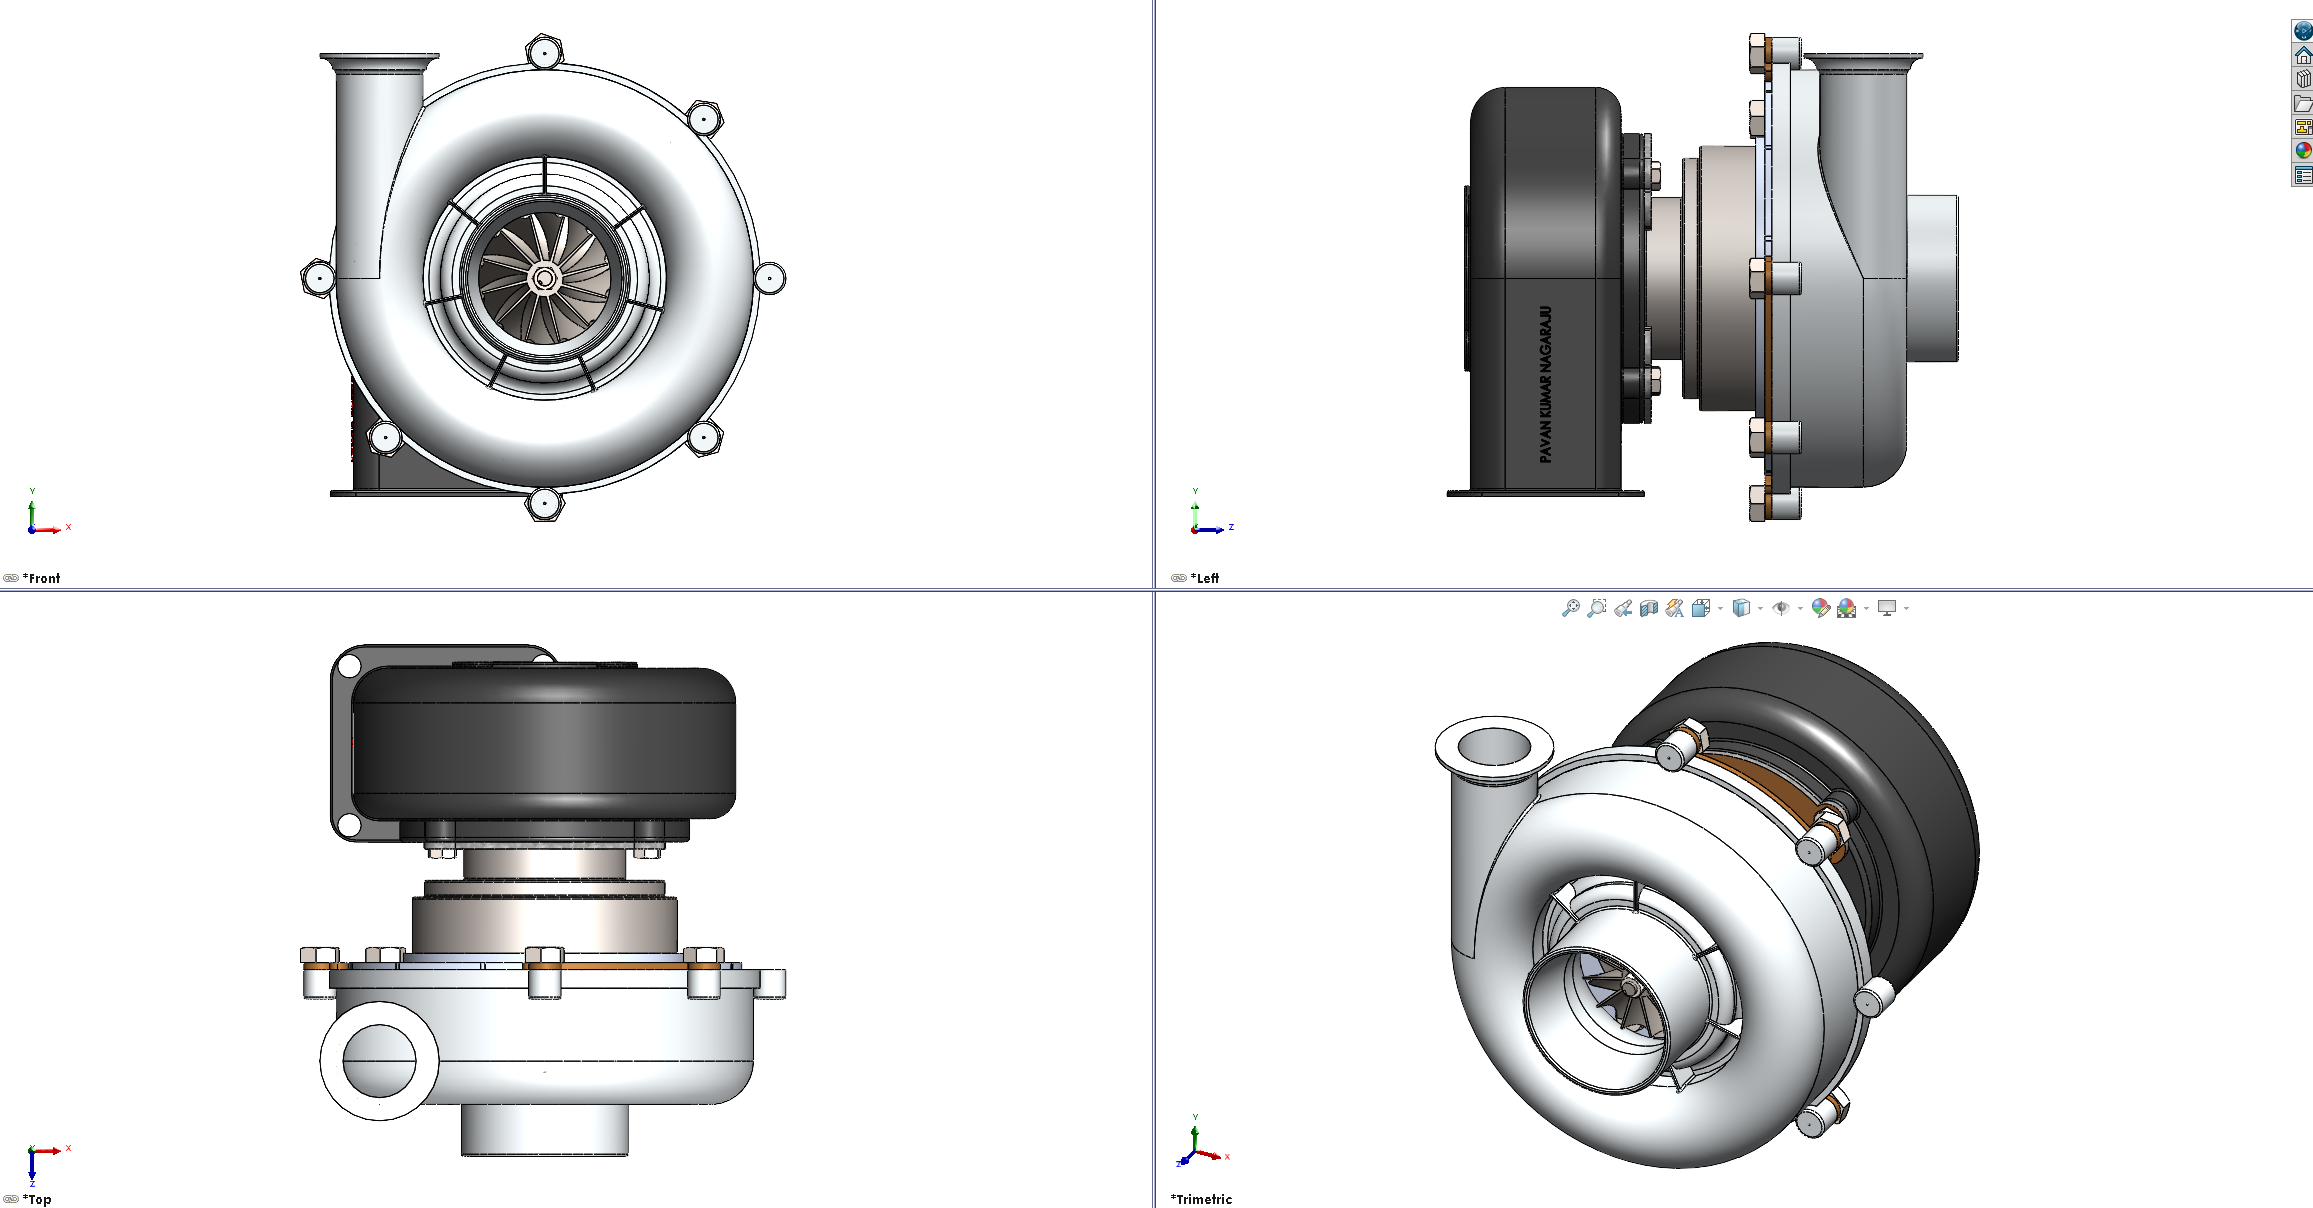 Y
X
*Front
Y
Z
*Left
PAVAN KUMAR NAGARAJU
Y
X
Z
*Top
Y
X
Z
*Trimetric